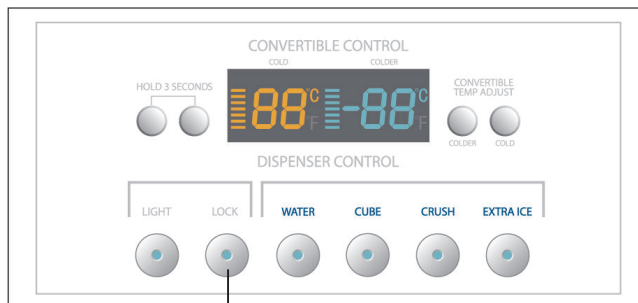 CONVERTIBLE CONTROL
COLD COLDER
HOLD 3 SECONDS
CONVERTIBLE
TEMP ADJUST
88°C
F
-88°C
F
COLDER COLD
DISPENSER CONTROL
LIGHT LOCK WATER CUBE CRUSH EXTRA ICE